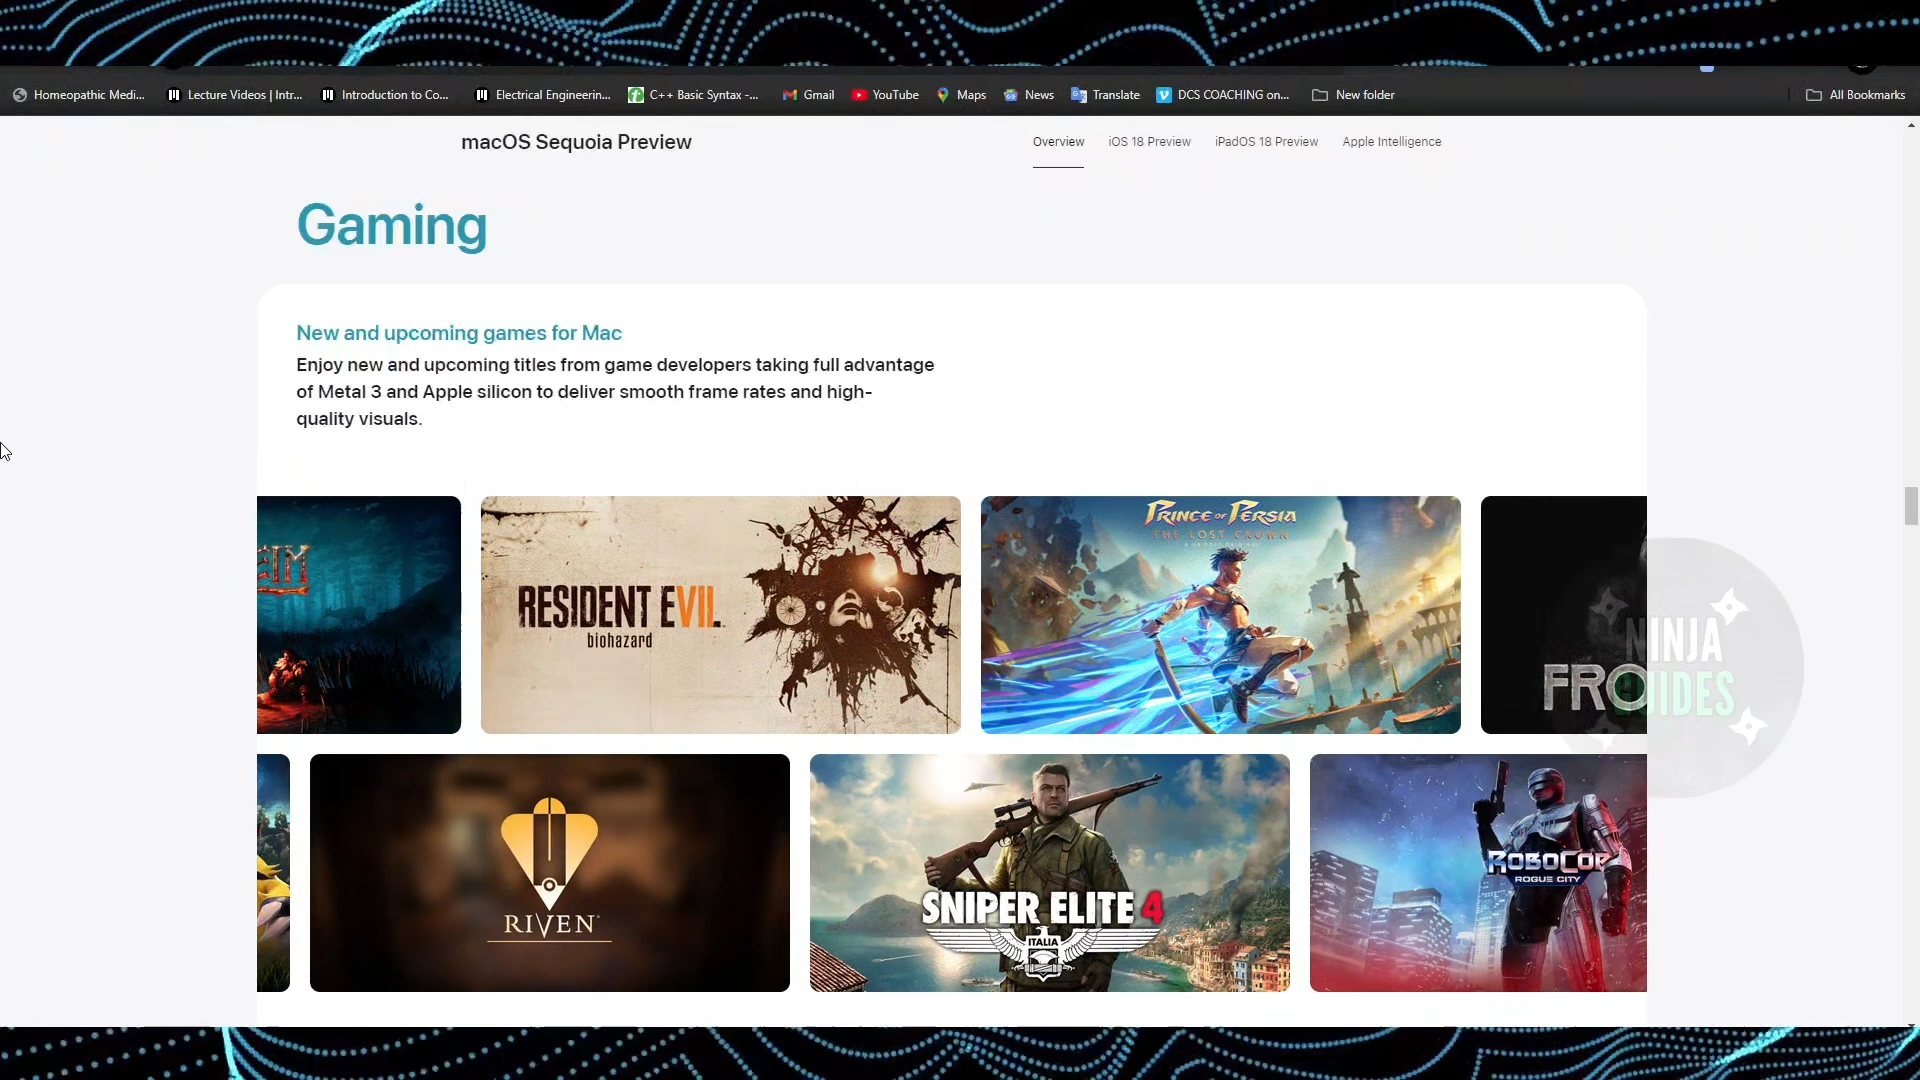 Homeopathic Medi...
Lecture Videos | Intr...
Introduction to Co...
Electrical Engineerin...
C++ Basic Syntax -...
Gmail
YouTube
Maps
News
Translate
DCS COACHING on...
New folder
All Bookmarks
macOS Sequoia Preview
Overview
iOS 18 Preview
iPadOS 18 Preview
Apple Intelligence
Gaming
New and upcoming games for Mac
Enjoy new and upcoming titles from game developers taking full advantage
of Metal 3 and Apple silicon to deliver smooth frame rates and high-
quality visuals.
EIM
RESIDENT EVII.
biohazard
PRINCE OF PERSIA
THE LOST CROWN
FRO
NINJA
GUIDES
RIVEN
SNIPER ELITE 4
ITALIA
ROBOCOP
ROGUE CITY